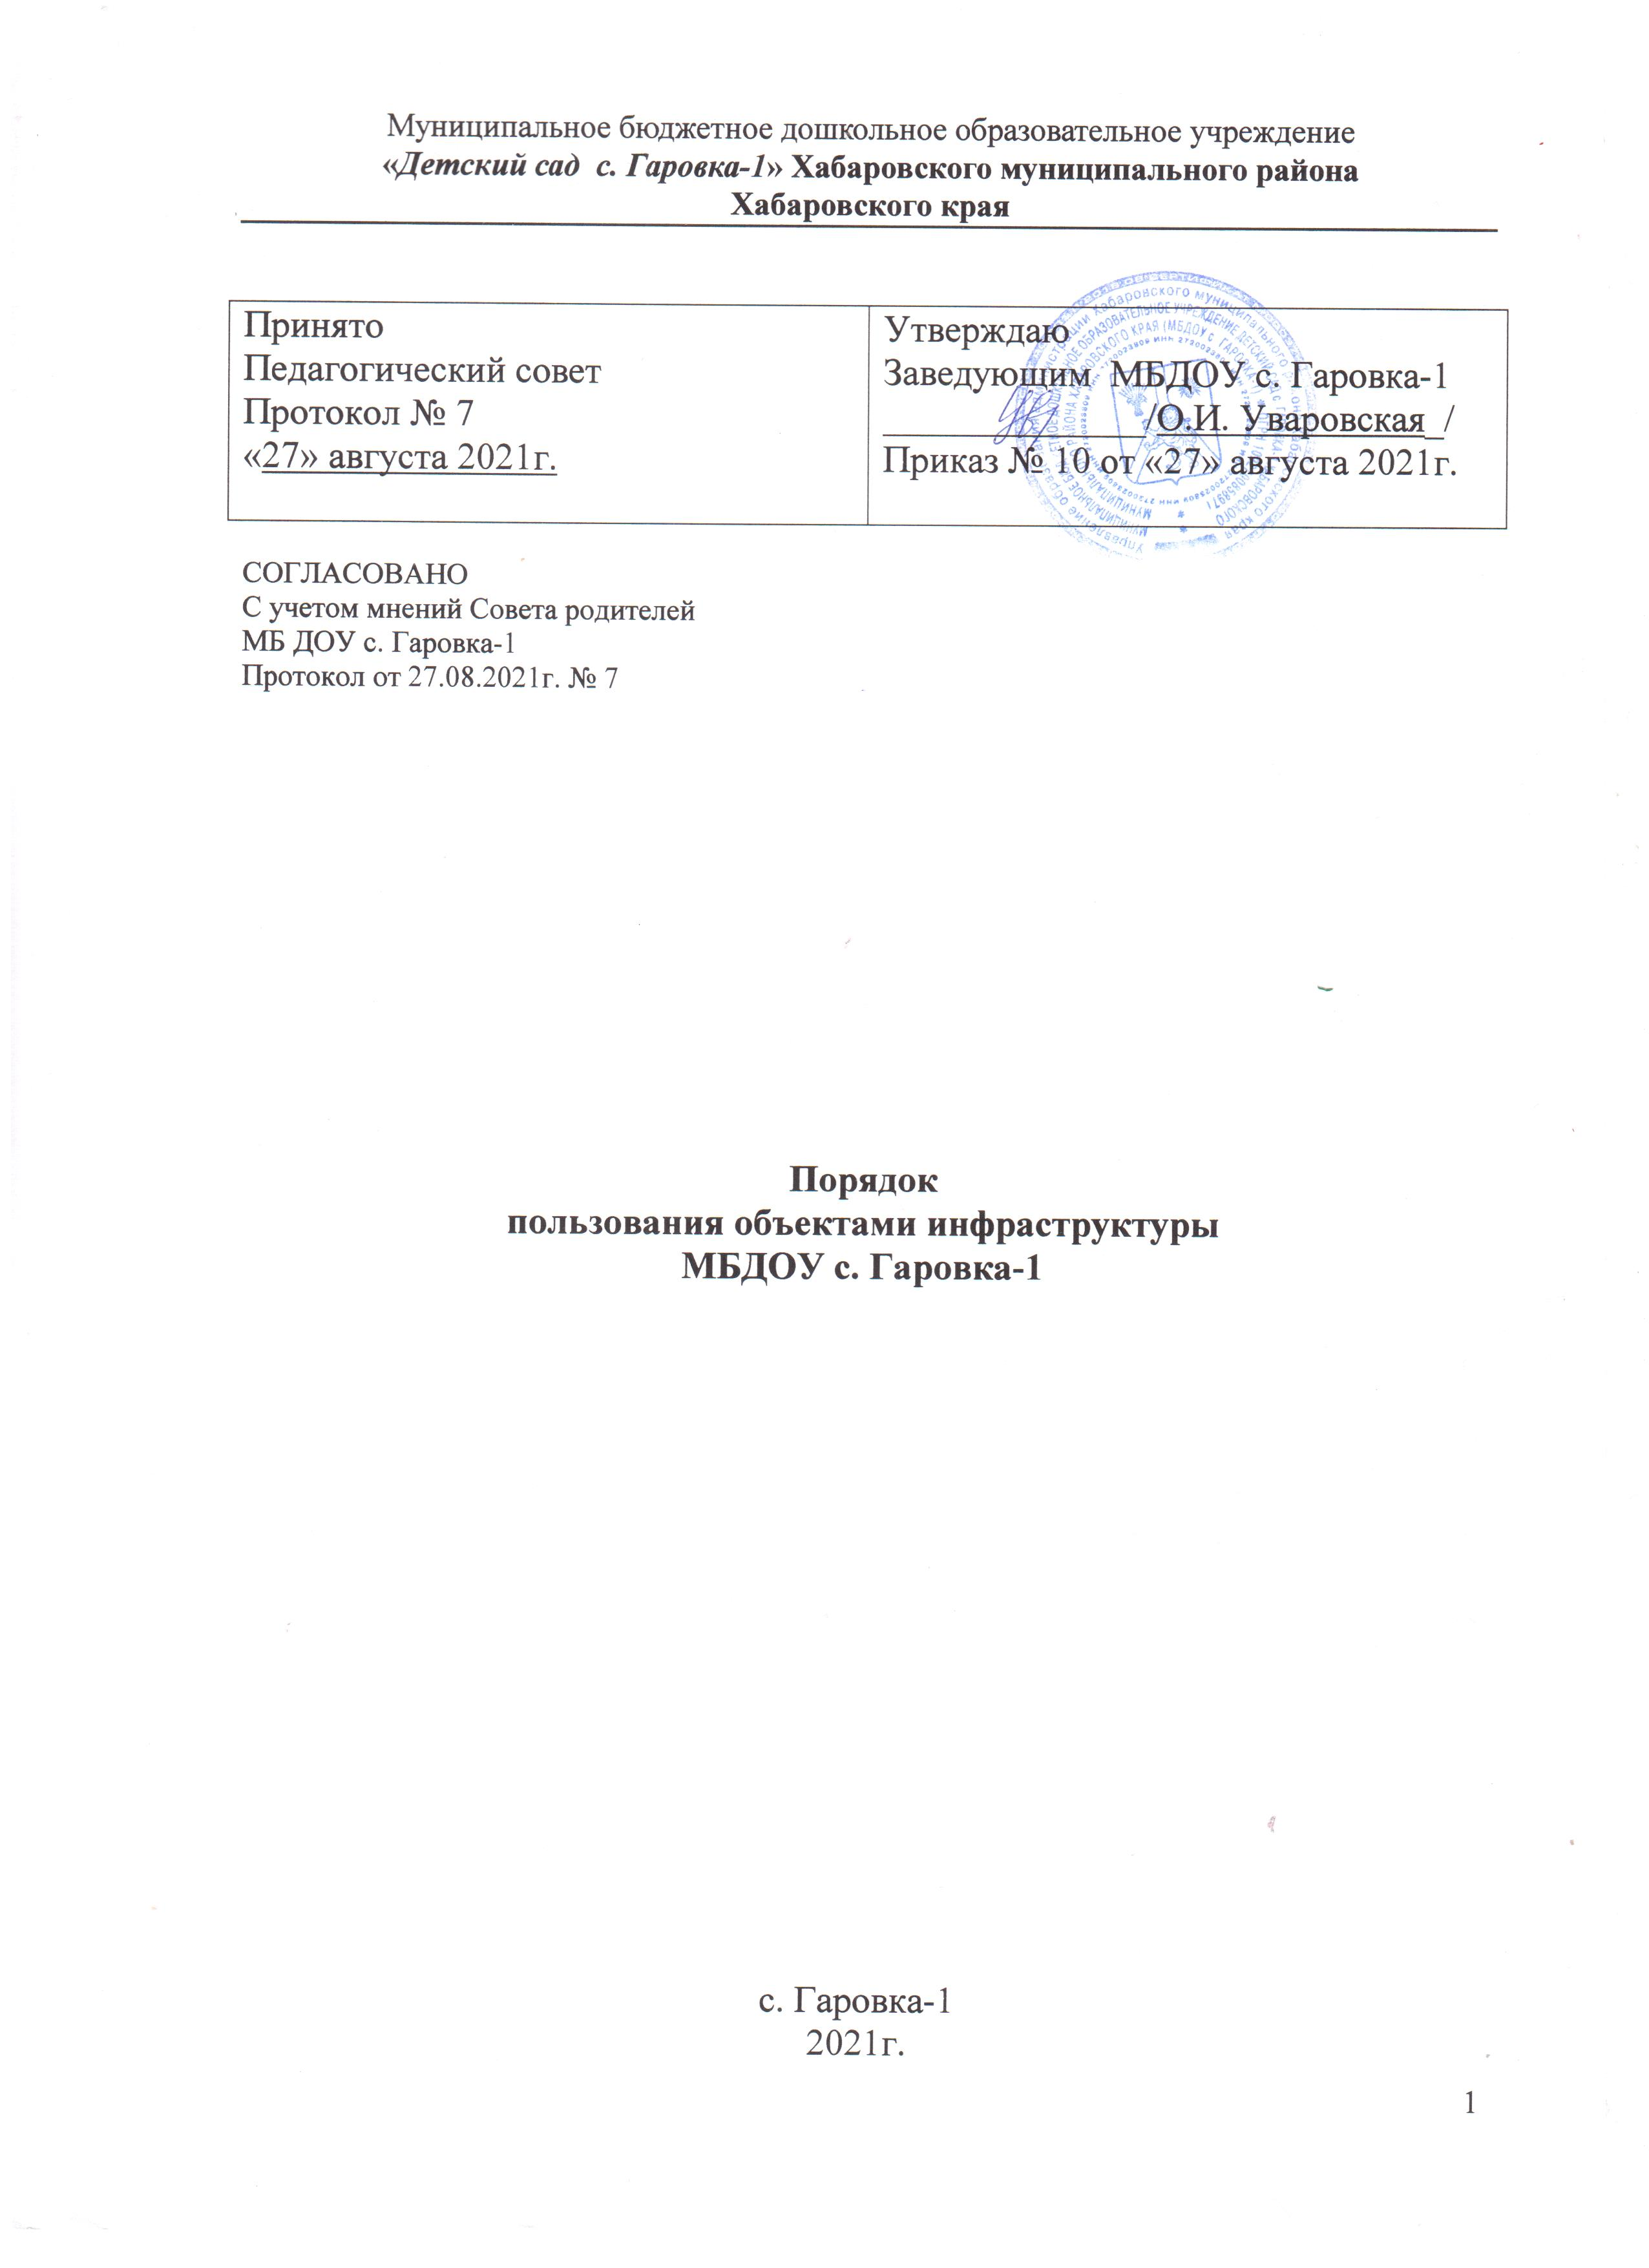 Муниципальное бюджетное дошкольное образовательное учреждение
«Детский сад  с. Гаровка-1» Хабаровского муниципального района
Хабаровского края
Принято
Педагогический совет
Протокол № 7
«27» августа 2021г.
Утверждаю
Заведующим  МБДОУ с. Гаровка-1
______________/О.И. Уваровская_/
Приказ № 10 от «27» августа 2021г.
СОГЛАСОВАНО
С учетом мнений Совета родителей
МБ ДОУ с. Гаровка-1
Протокол от 27.08.2021г. № 7
Порядок
пользования объектами инфраструктуры
МБДОУ с. Гаровка-1
с. Гаровка-1
2021г.
1